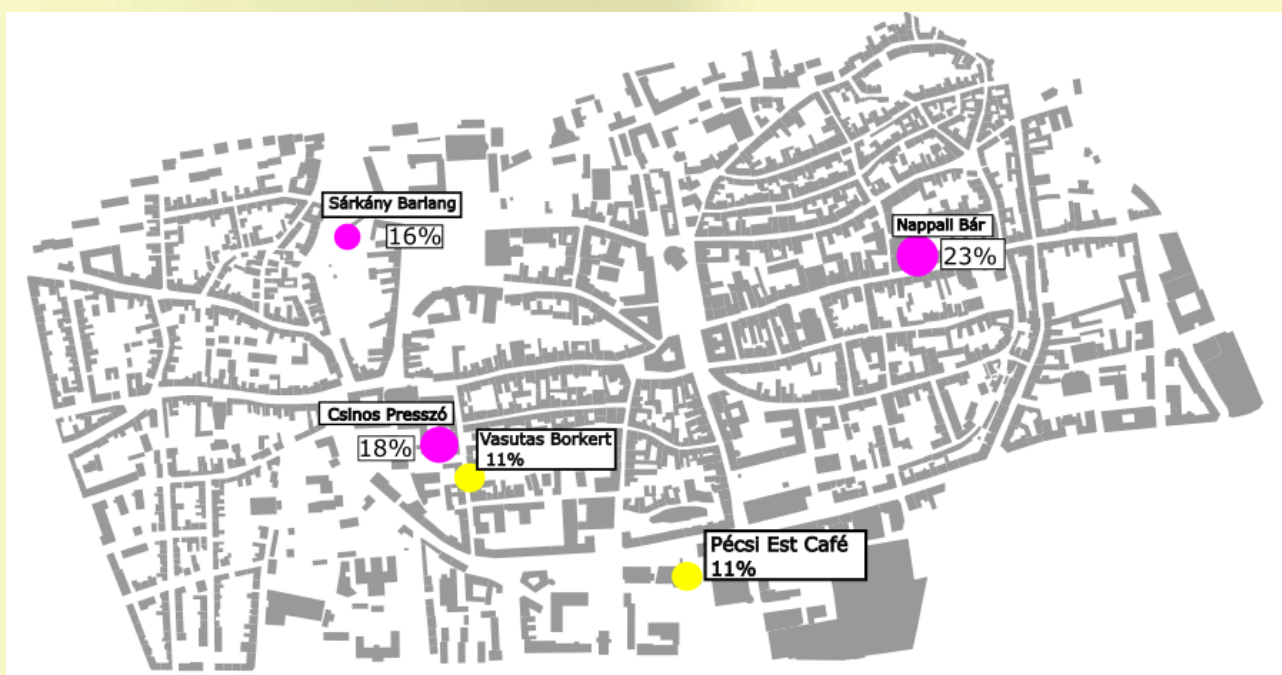 Sárkány Barlang
16%
Nappali Bár
23%
Csinos Presszó
18%
Vasutas Borkert
11%
Pécsi Est Café
11%